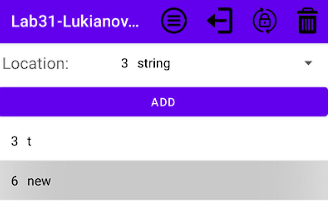 Lab31-Lukianov...
Location: 3 string
ADD
3 t
6 new